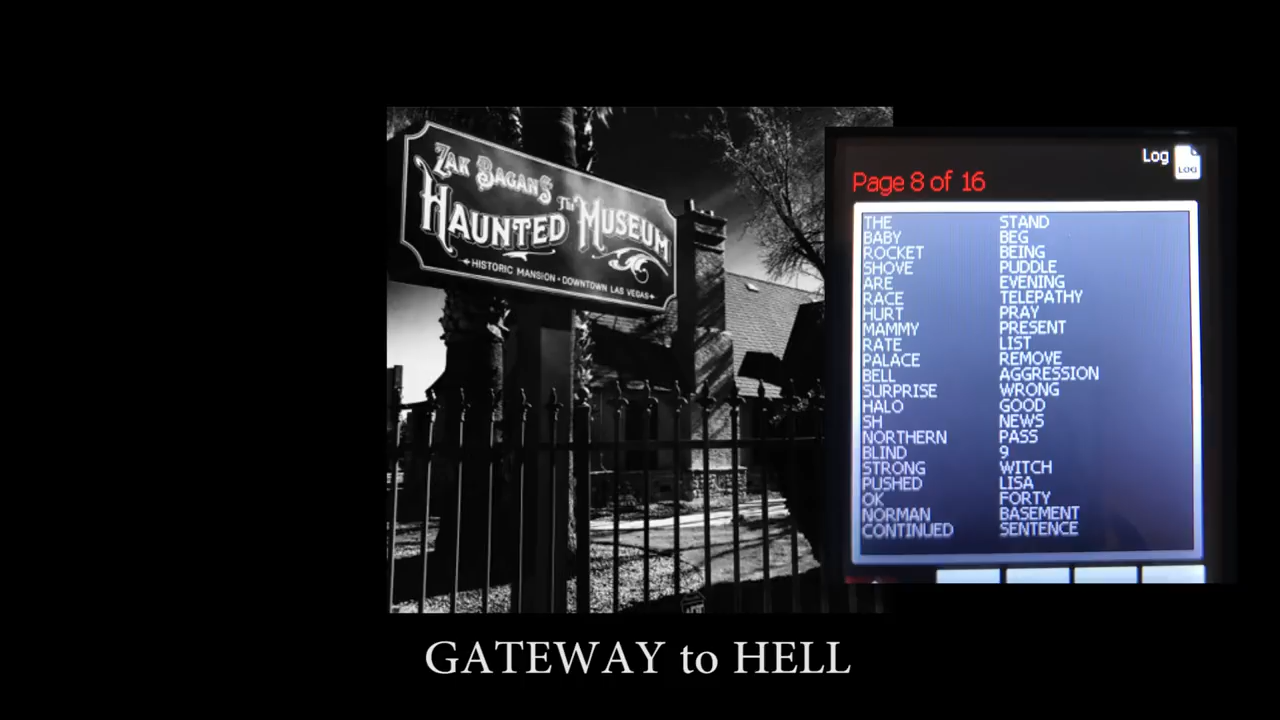 ZAK BAGANS
The
HAUNTED MUSEUM
HISTORIC MANSION • DOWNTOWN LAS VEGAS
Log
LOG
Page 8 of 16
THE STAND
BABY BEG
ROCKET BEING
SHOVE PUDDLE
ARE EVENING
RACE TELEPATHY
HURT PRAY
MAMMY PRESENT
RATE LIST
PALACE REMOVE
BELL AGGRESSION
SURPRISE WRONG
HALO GOOD
SH NEWS
NORTHERN PASS
BLIND 9
STRONG WITCH
PUSHED LISA
OK FORTY
NORMAN BASEMENT
CONTINUED SENTENCE
GATEWAY to HELL